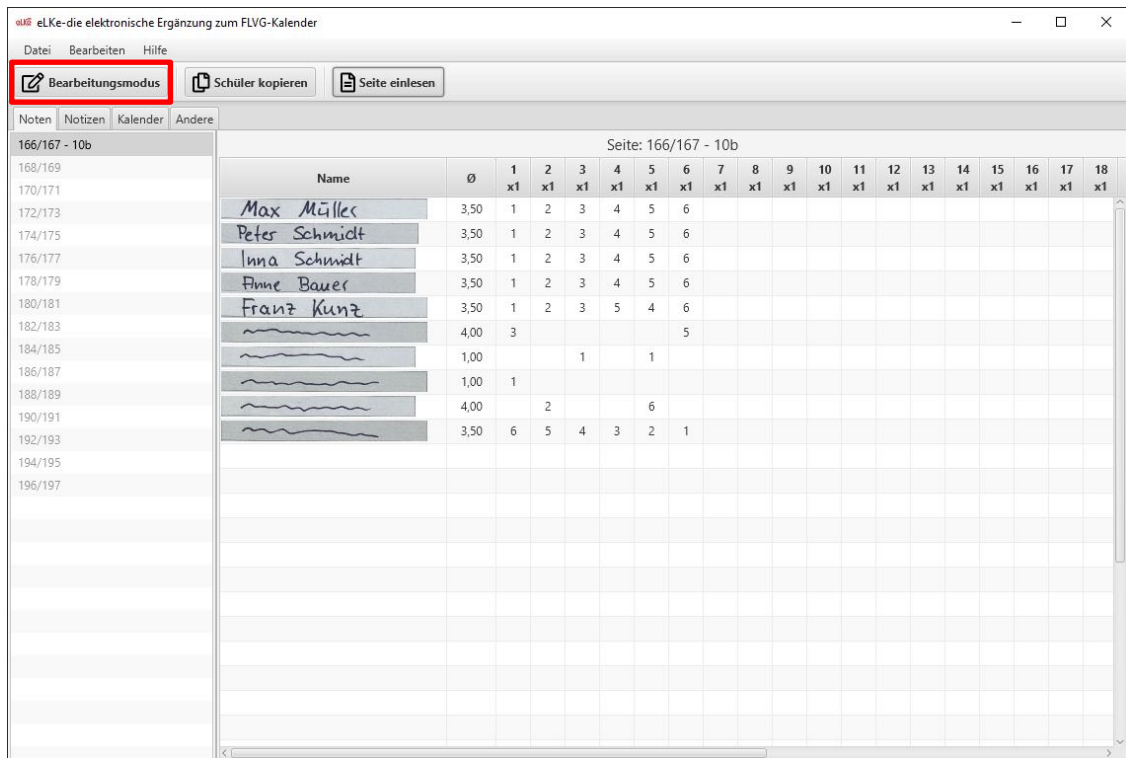 eLKe eLKe-die elektronische Ergänzung zum FLVG-Kalender
Datei Bearbeiten Hilfe
Bearbeitungsmodus Schüler kopieren Seite einlesen
Noten Notizen Kalender Andere
166/167 - 10b
168/169
170/171
172/173
174/175
176/177
178/179
180/181
182/183
184/185
186/187
188/189
190/191
192/193
194/195
196/197
Seite: 166/167 - 10b
Name Ø 1 2 3 4 5 6 7 8 9 10 11 12 13 14 15 16 17 18
x1 x1 x1 x1 x1 x1 x1 x1 x1 x1 x1 x1 x1 x1 x1 x1 x1 x1
Max Müller 3,50 1 2 3 4 5 6
Peter Schmidt 3,50 1 2 3 4 5 6
Inna Schmidt 3,50 1 2 3 4 5 6
Anne Bauer 3,50 1 2 3 4 5 6
Franz Kunz 3,50 1 2 3 5 4 6
4,00 3 5
1,00 1 1
1,00 1
4,00 2 6
3,50 6 5 4 3 2 1